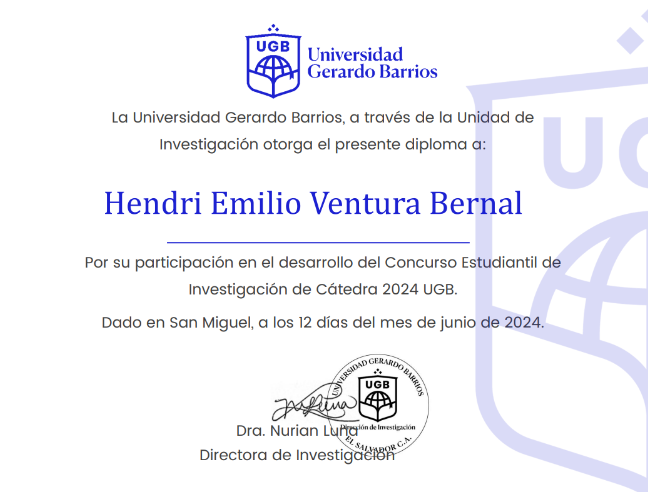 UGB
Universidad
Gerardo Barrios
La Universidad Gerardo Barrios, a través de la Unidad de
Investigación otorga el presente diploma a:
Hendri Emilio Ventura Bernal
Por su participación en el desarrollo del Concurso Estudiantil de
Investigación de Cátedra 2024 UGB.
Dado en San Miguel, a los 12 días del mes de junio de 2024.
UNIVERSIDAD GERARDO BARRIOS
UGB
Dirección de Investigación
EL SALVADOR C.A.
Dra. Nurian Luna
Directora de Investigación
UG